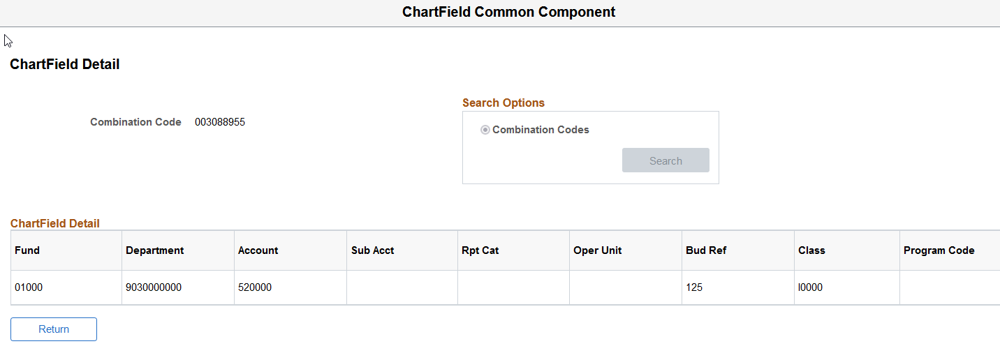 ChartField Common Component
ChartField Detail
Combination Code 003088955
Search Options
Combination Codes
Search
ChartField Detail
Fund Department Account Sub Acct Rpt Cat Oper Unit Bud Ref Class Program Code
01000 9030000000 520000 125 I0000
Return